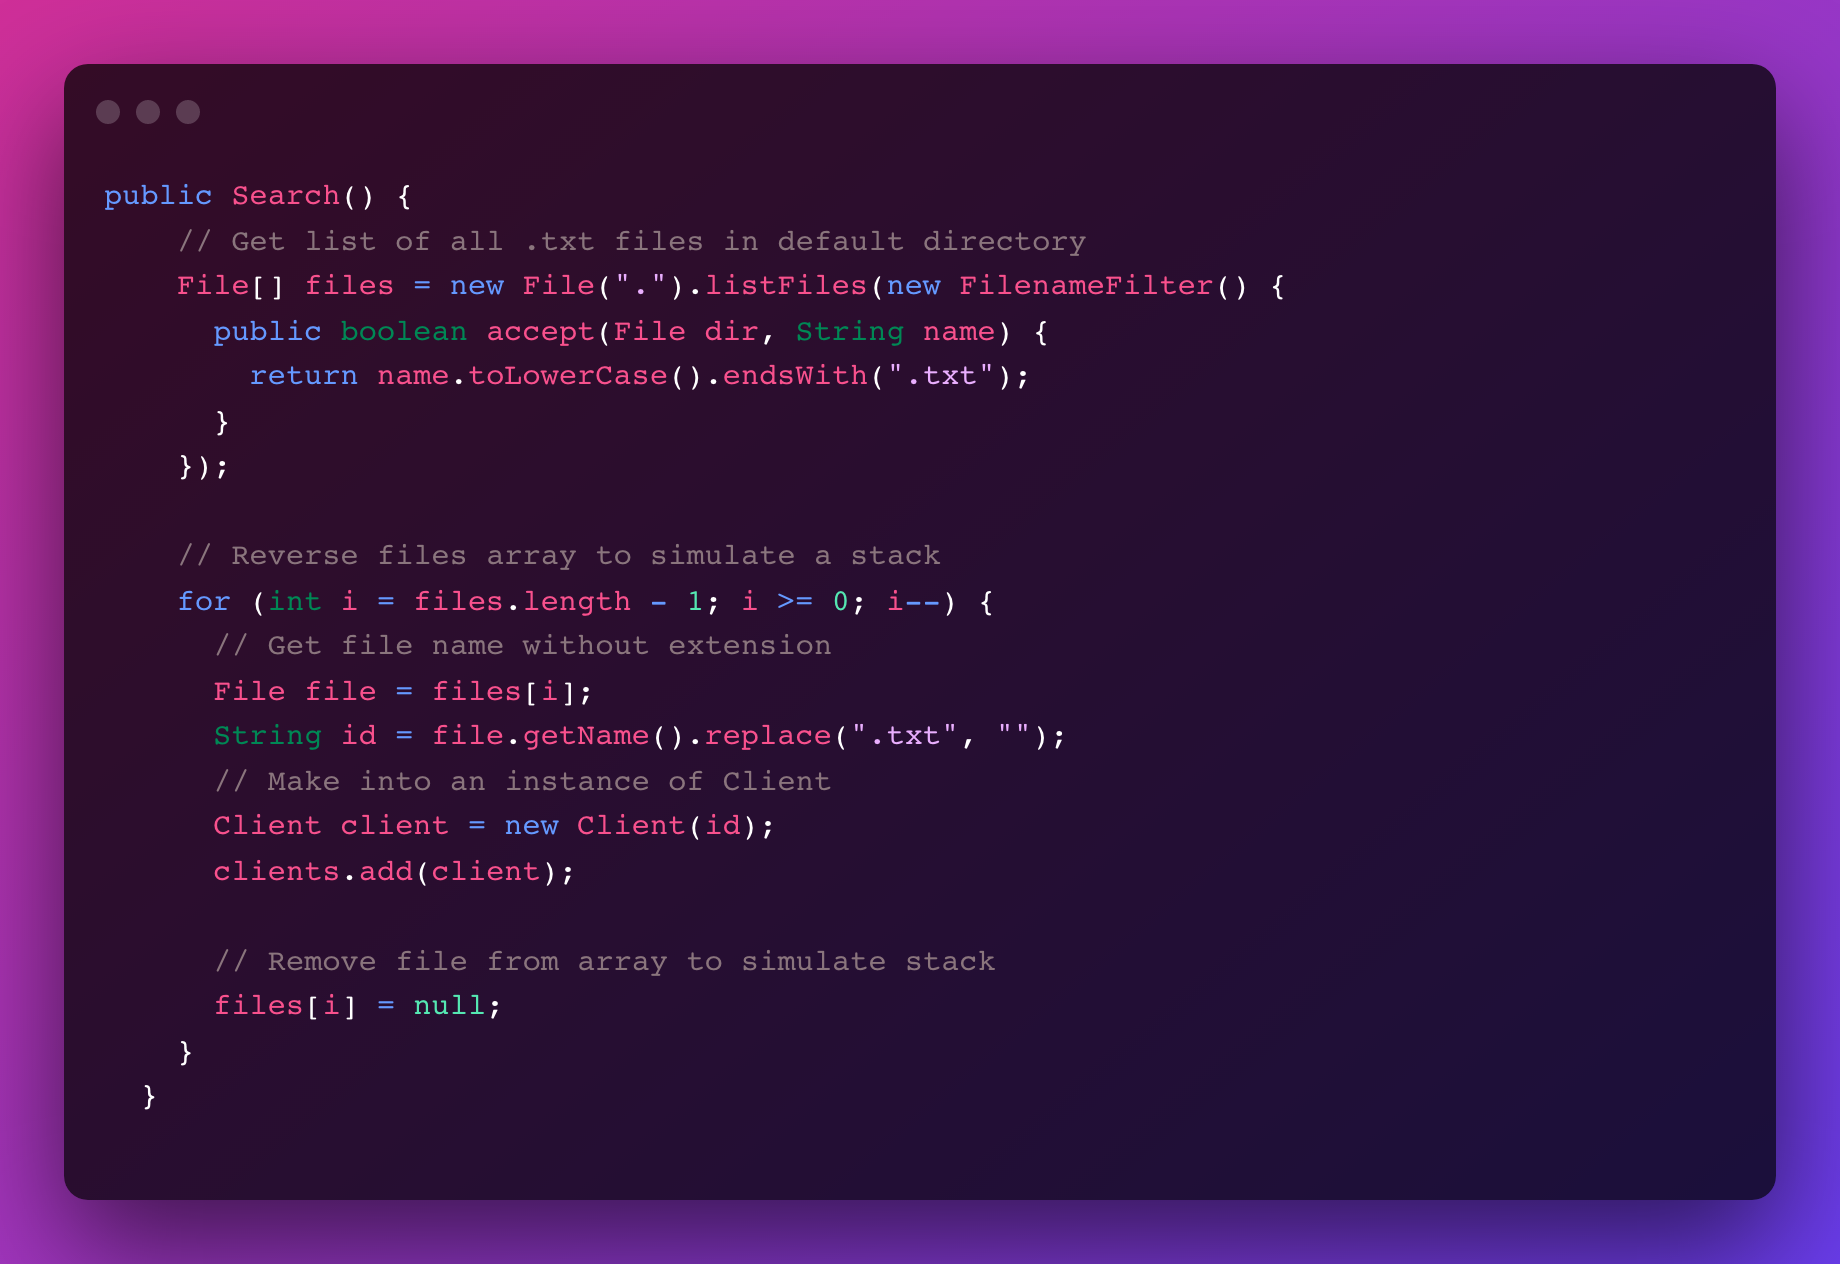 public Search() {
    // Get list of all .txt files in default directory
    File[] files = new File(".").listFiles(new FilenameFilter() {
      public boolean accept(File dir, String name) {
        return name.toLowerCase().endsWith(".txt");
      }
    });

    // Reverse files array to simulate a stack
    for (int i = files.length - 1; i >= 0; i--) {
      // Get file name without extension
      File file = files[i];
      String id = file.getName().replace(".txt", "");
      // Make into an instance of Client
      Client client = new Client(id);
      clients.add(client);

      // Remove file from array to simulate stack
      files[i] = null;
    }
  }